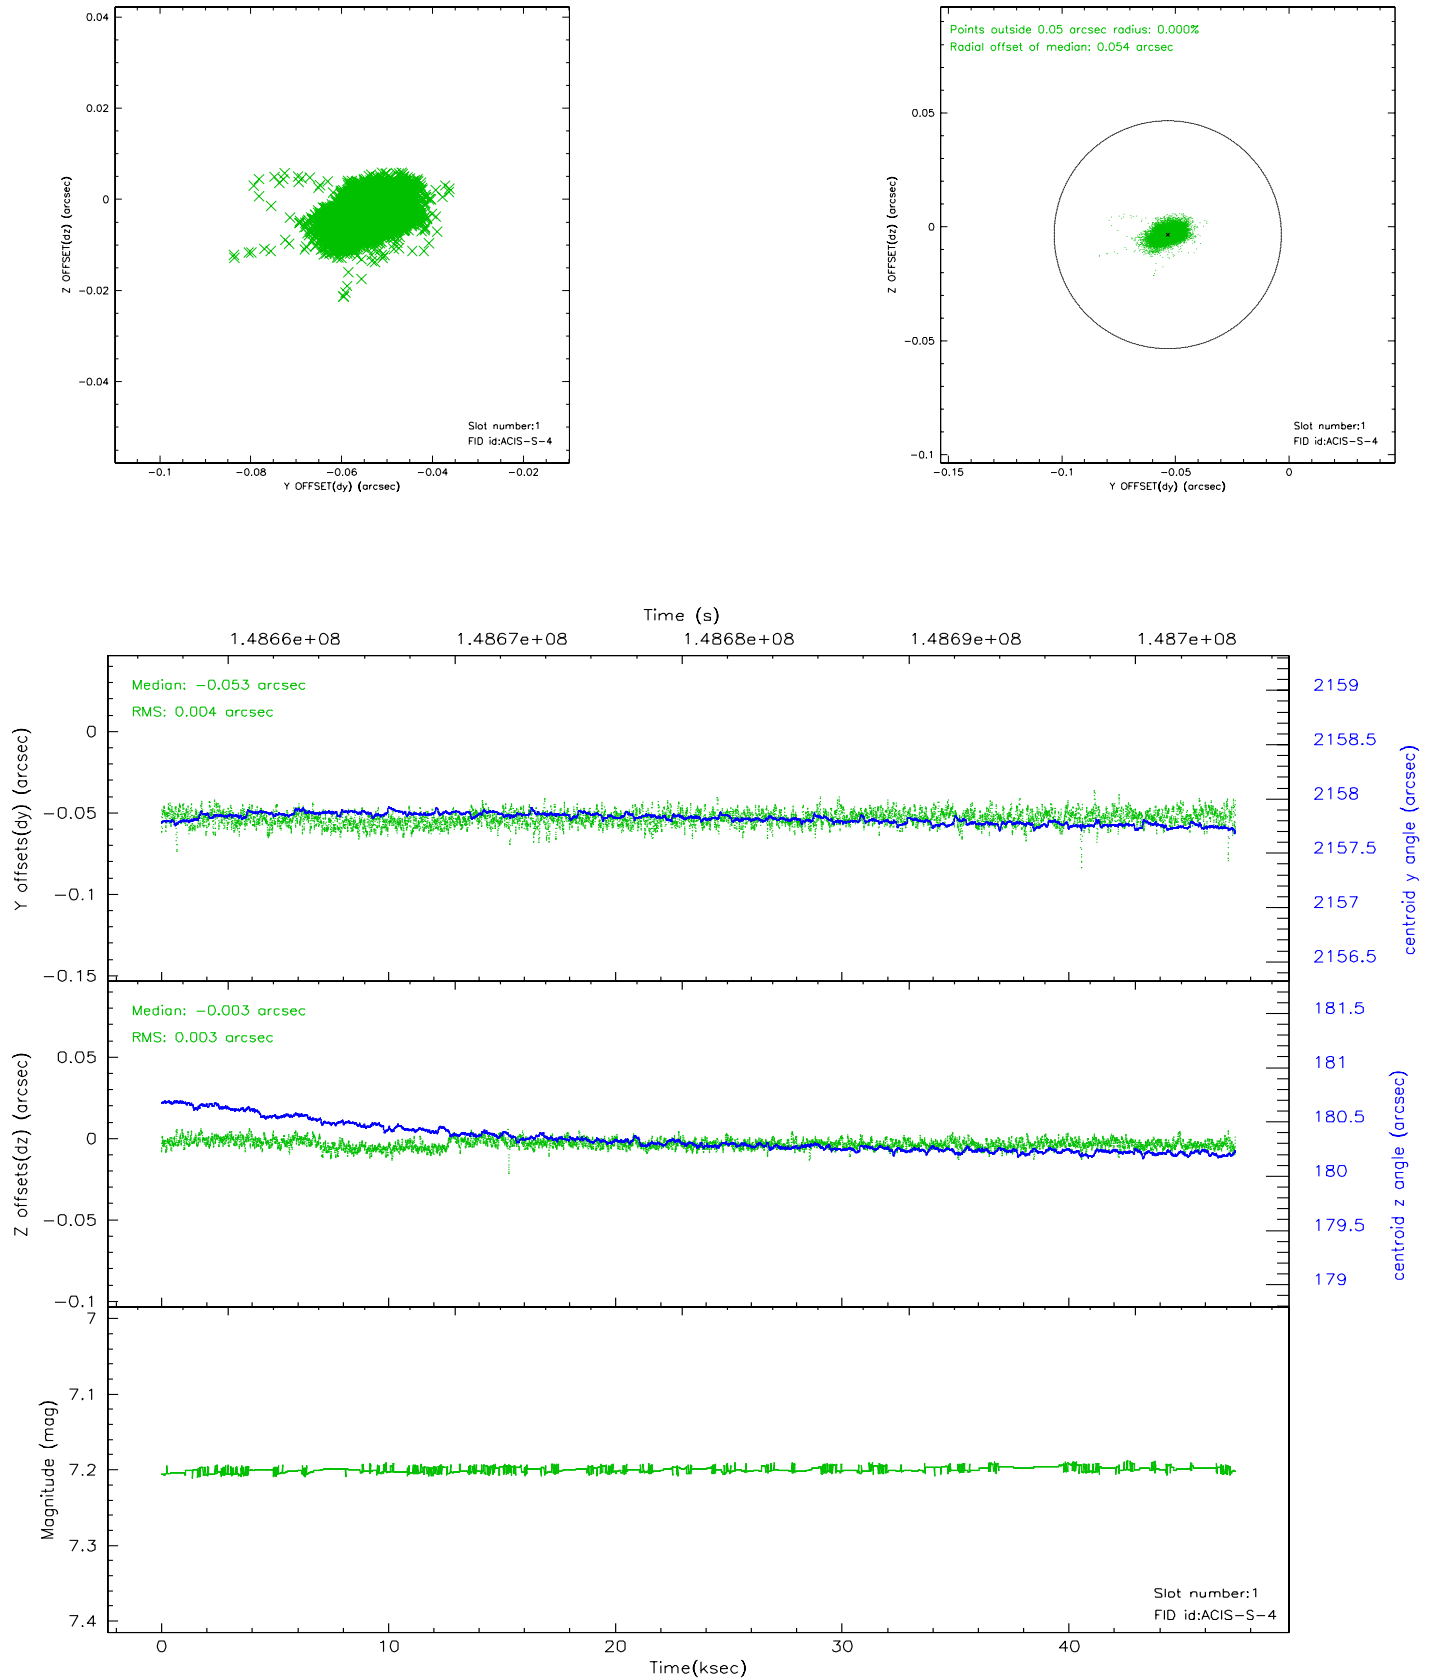 0.04
0.02
0
−0.02
−0.04
Z OFFSET(dz) (arcsec)
Slot number:1
FID id:ACIS−S−4
−0.1 −0.08 −0.06 −0.04 −0.02
Y OFFSET(dy) (arcsec)
Points outside 0.05 arcsec radius: 0.000%
Radial offset of median: 0.054 arcsec
0.05
0
−0.05
−0.1
Z OFFSET(dz) (arcsec)
Slot number:1
FID id:ACIS−S−4
−0.15 −0.1 −0.05 0
Y OFFSET(dy) (arcsec)
Time (s)
1.4866e+08 1.4867e+08 1.4868e+08 1.4869e+08 1.487e+08
Median: −0.053 arcsec
RMS: 0.004 arcsec
0
−0.05
−0.1
−0.15
Y offsets(dy) (arcsec)
2159
2158.5
2158
2157.5
2157
2156.5
centroid y angle (arcsec)
Median: −0.003 arcsec
RMS: 0.003 arcsec
0.05
0
−0.05
−0.1
Z offsets(dz) (arcsec)
181.5
181
180.5
180
179.5
179
centroid z angle (arcsec)
7
7.1
7.2
7.3
7.4
Magnitude (mag)
Slot number:1
FID id:ACIS−S−4
0 10 20 30 40
Time(ksec)